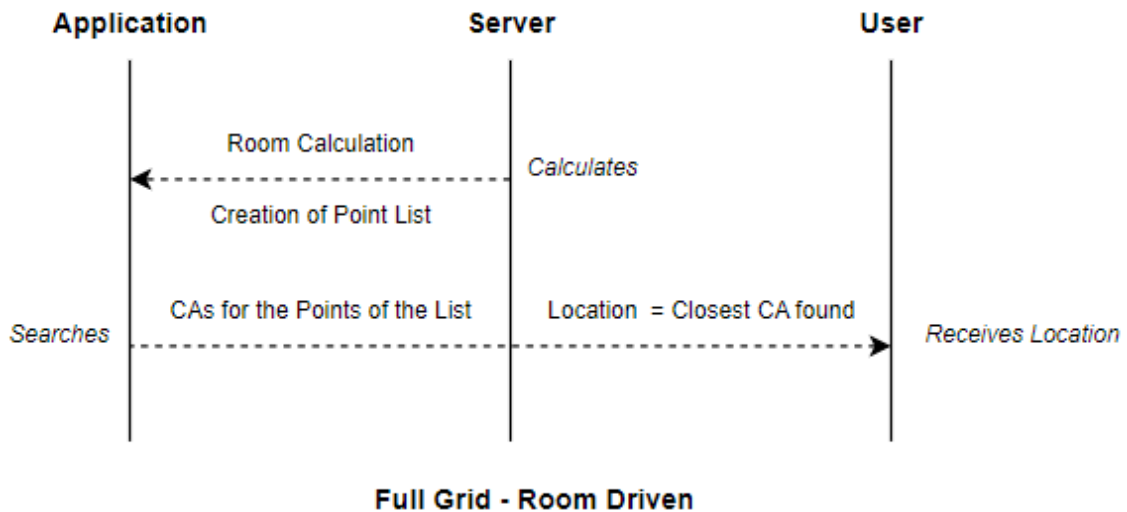 Application
Server
User
Room Calculation
Calculates
Creation of Point List
CAs for the Points of the List
Location = Closest CA found
Searches
Receives Location
Full Grid - Room Driven